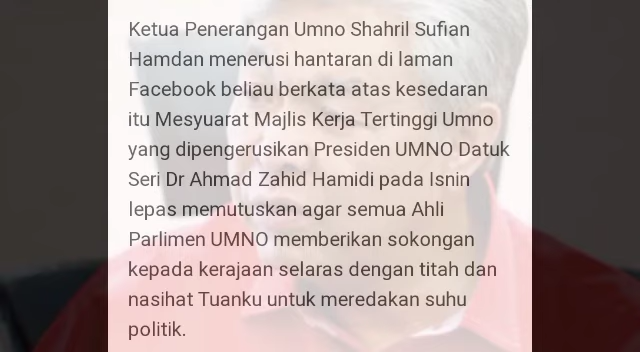 Ketua Penerangan Umno Shahril Sufian
Hamdan menerusi hantaran di laman
Facebook beliau berkata atas kesedaran
itu Mesyuarat Majlis Kerja Tertinggi Umno
yang dipengerusikan Presiden UMNO Datuk
Seri Dr Ahmad Zahid Hamidi pada Isnin
lepas memutuskan agar semua Ahli
Parlimen UMNO memberikan sokongan
kepada kerajaan selaras dengan titah dan
nasihat Tuanku untuk meredakan suhu
politik.